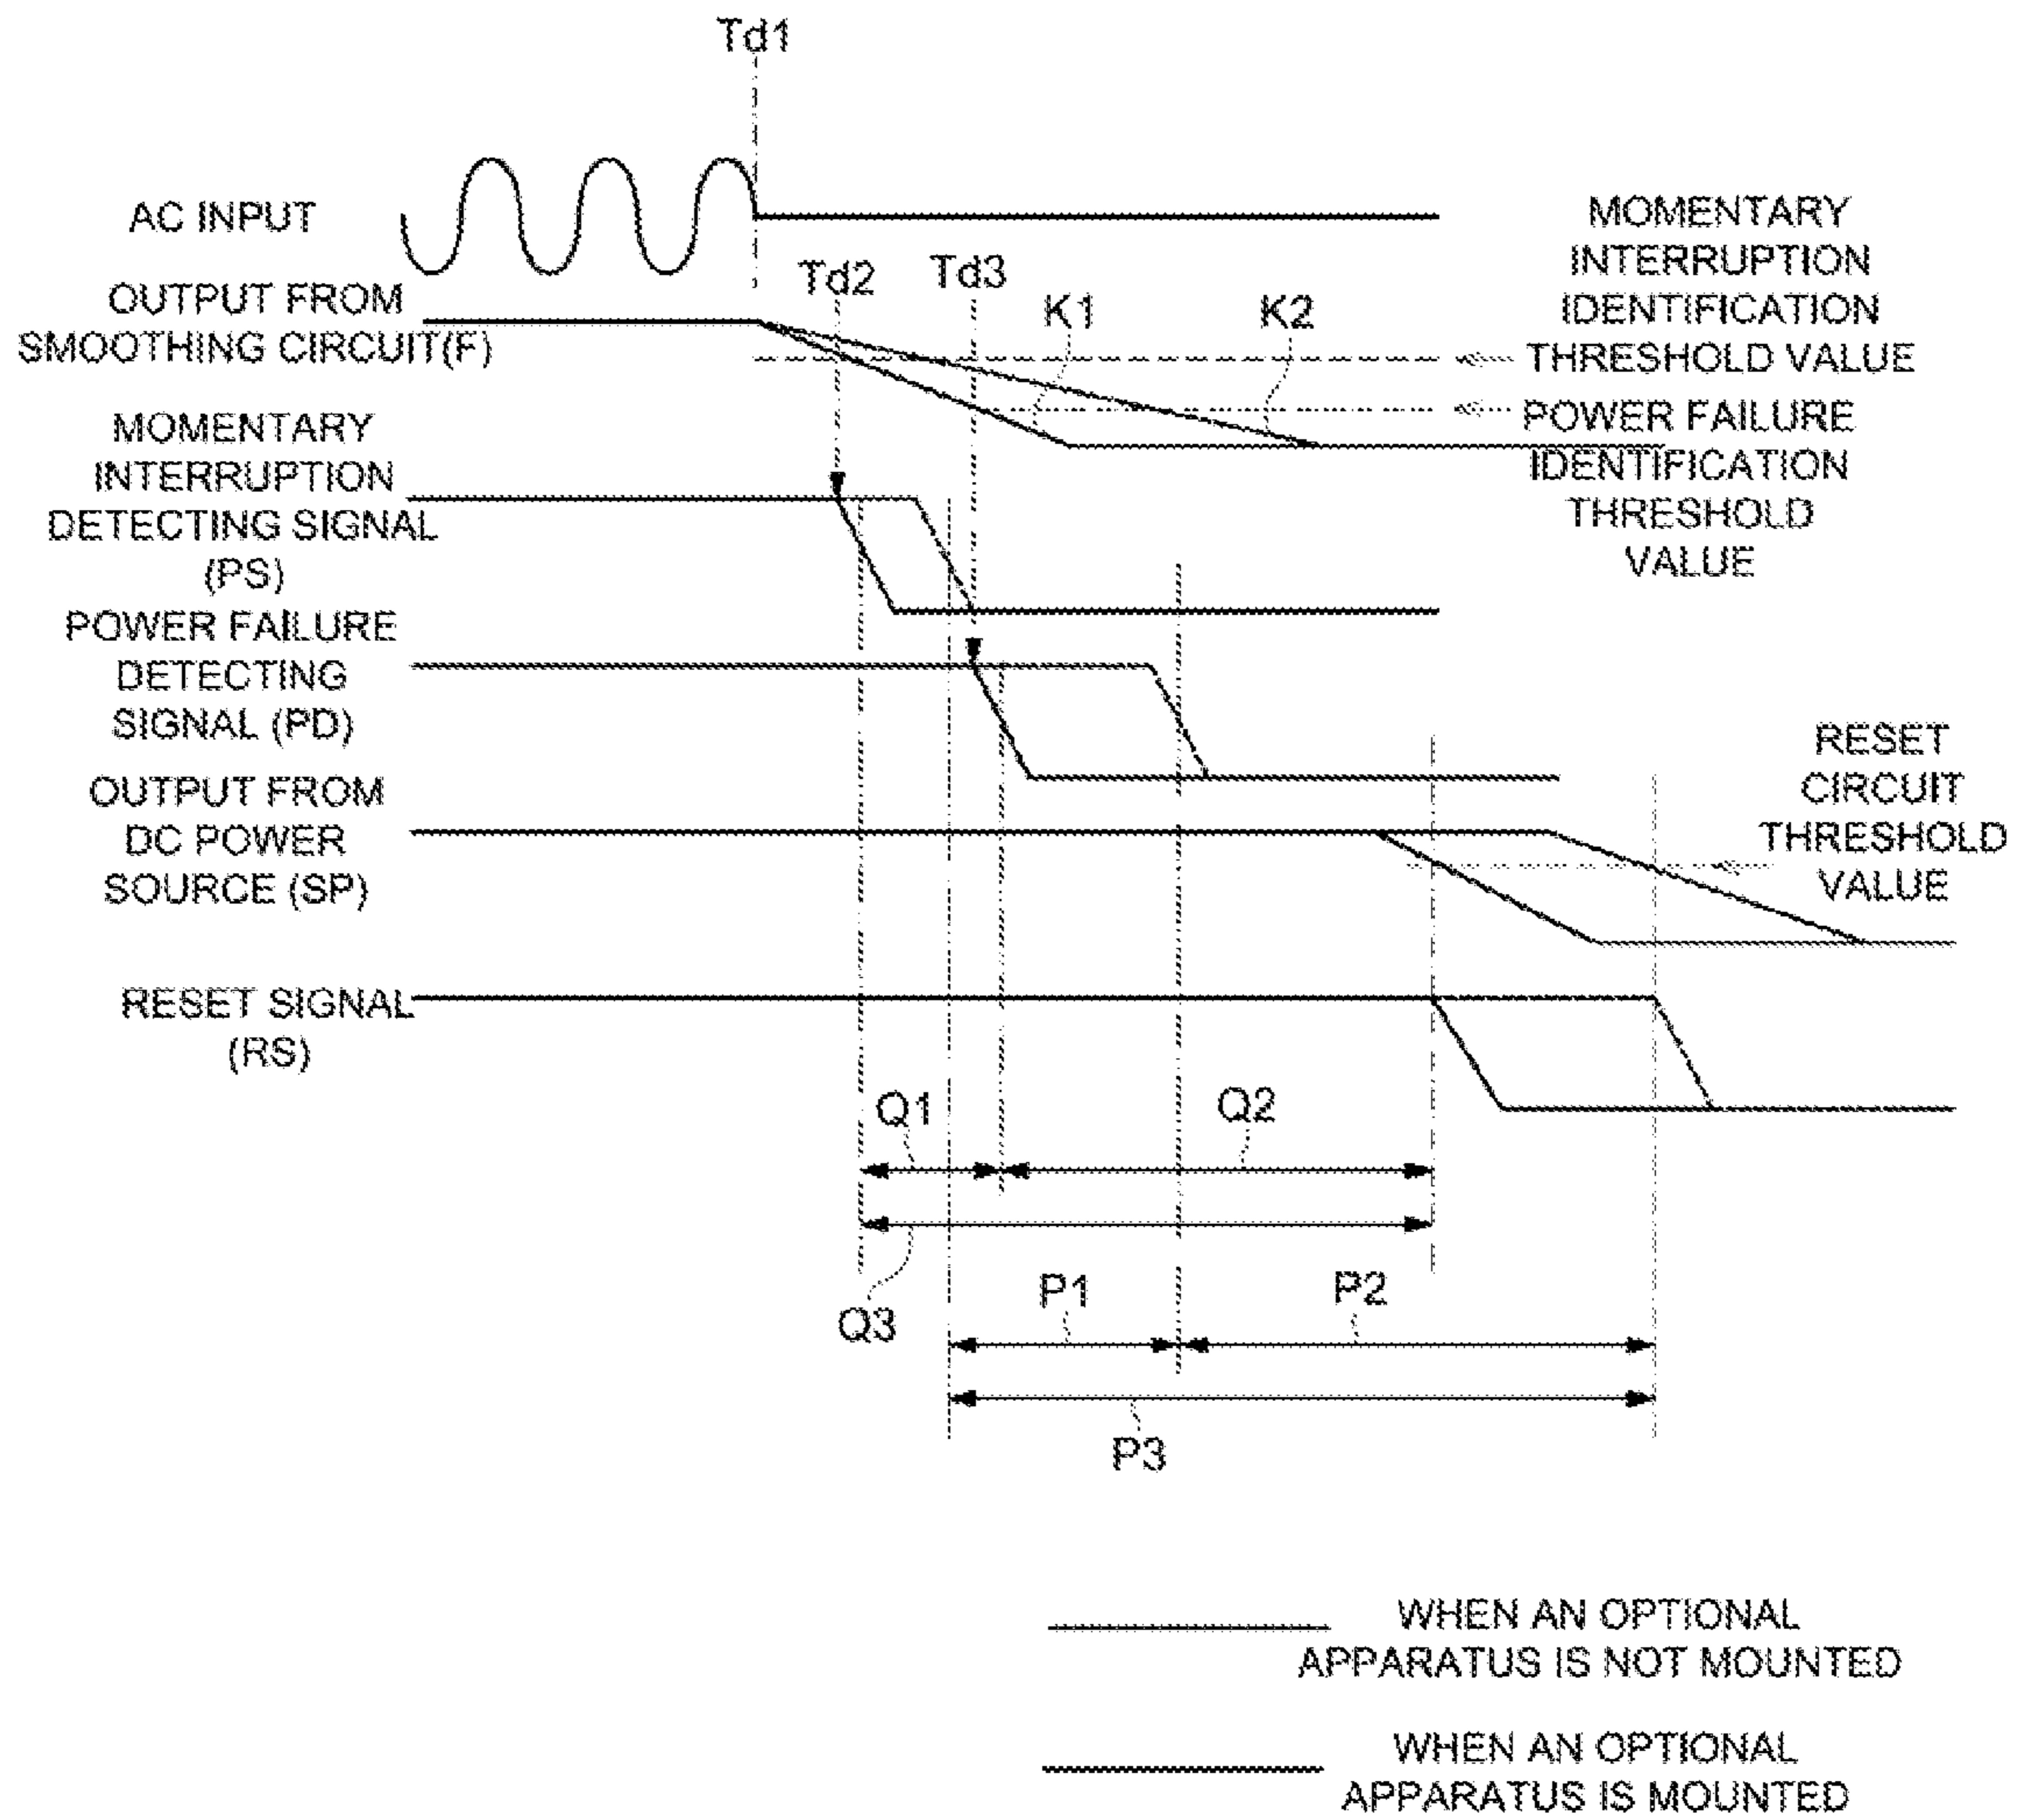 Td1
AC INPUT
Td2
Td3
OUTPUT FROM
SMOOTHING CIRCUIT(F)
K1
K2
MOMENTARY
INTERRUPTION
IDENTIFICATION
THRESHOLD VALUE
POWER FAILURE
IDENTIFICATION
THRESHOLD
VALUE
MOMENTARY
INTERRUPTION
DETECTING SIGNAL
(PS)
POWER FAILURE
DETECTING
SIGNAL (PD)
OUTPUT FROM
DC POWER
SOURCE (SP)
RESET
CIRCUIT
THRESHOLD
VALUE
RESET SIGNAL
(RS)
Q1
Q2
Q3
P1
P2
P3
WHEN AN OPTIONAL
APPARATUS IS NOT MOUNTED
WHEN AN OPTIONAL
APPARATUS IS MOUNTED